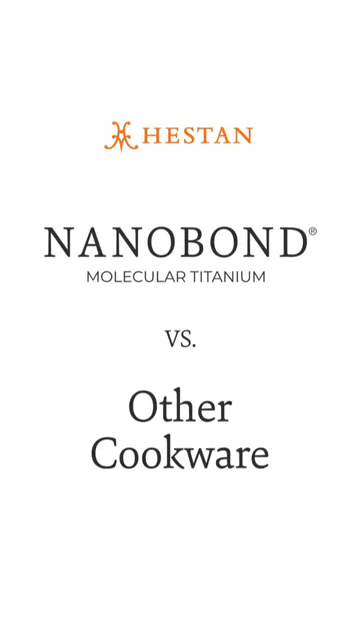 HESTAN
NANOBOND®
MOLECULAR TITANIUM
VS.
Other
Cookware